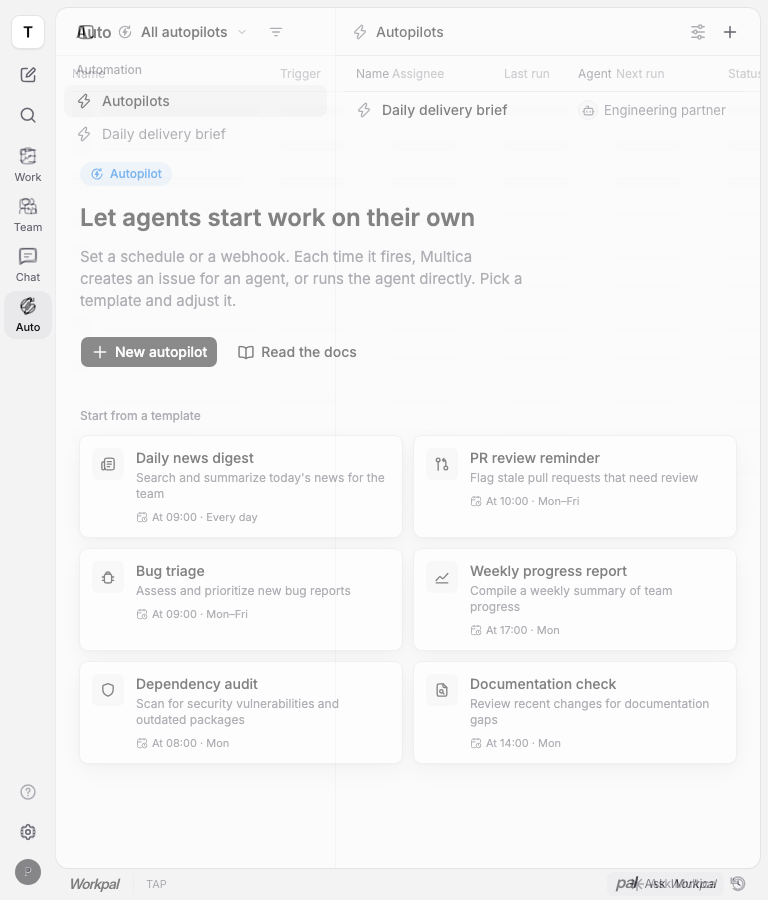 T
Auto
All autopilots
Autopilots
Automation
Name
Trigger
Name
Assignee
Last run
Agent
Next run
Status
Autopilots
Daily delivery brief
Engineering partner
Daily delivery brief
Work
Team
Chat
Auto
Autopilot
Let agents start work on their own
Set a schedule or a webhook. Each time it fires, Multica
creates an issue for an agent, or runs the agent directly. Pick a
template and adjust it.
New autopilot
Read the docs
Start from a template
Daily news digest
Search and summarize today's news for the
team
At 09:00 · Every day
PR review reminder
Flag stale pull requests that need review
At 10:00 · Mon–Fri
Bug triage
Assess and prioritize new bug reports
At 09:00 · Mon–Fri
Weekly progress report
Compile a weekly summary of team
progress
At 17:00 · Mon
Dependency audit
Scan for security vulnerabilities and
outdated packages
At 08:00 · Mon
Documentation check
Review recent changes for documentation
gaps
At 14:00 · Mon
P
Workpal
TAP